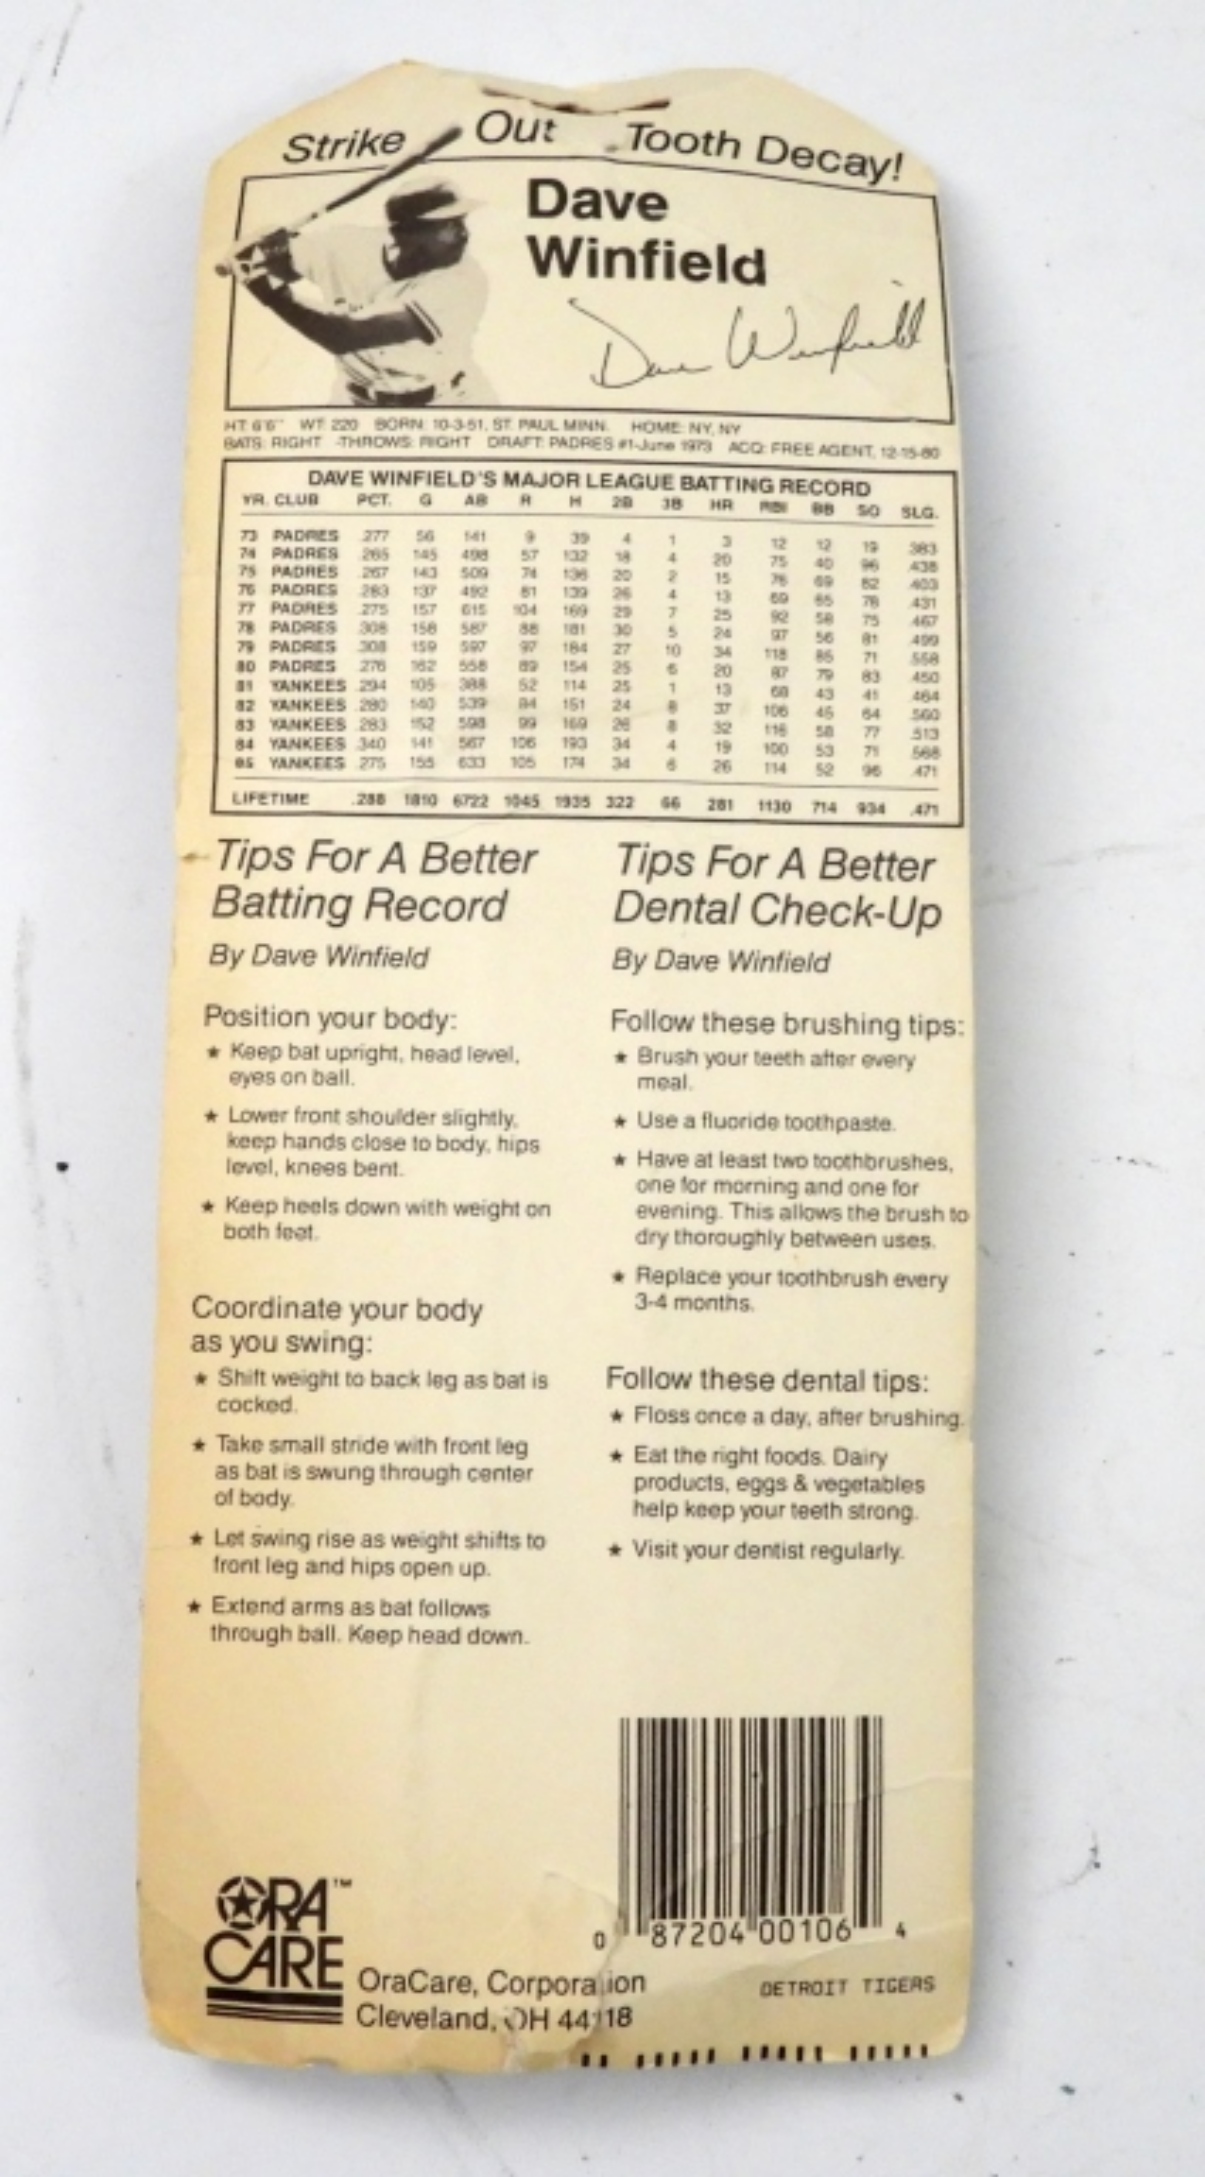 Strike Out Tooth Decay!
Dave
Winfield
Dave Winfield
HT: 6'6" WT: 220 BORN: 10-3-51, ST. PAUL MINN. HOME: NY, NY
BATS: RIGHT -THROWS: RIGHT DRAFT: PADRES #1-June 1973 ACQ: FREE AGENT, 12-15-80
DAVE WINFIELD'S MAJOR LEAGUE BATTING RECORD
YR. CLUB PCT. G AB R H 2B 3B HR RBI BB SO SLG.
73 PADRES .277 56 141 9 39 4 1 3 12 12 19 .383
74 PADRES .265 145 498 57 132 18 4 20 75 40 96 .438
75 PADRES .267 143 509 74 136 20 2 15 76 69 82 .403
76 PADRES .283 137 492 81 139 26 4 13 69 65 78 .431
77 PADRES .275 157 615 104 169 29 7 25 92 58 75 .467
78 PADRES .308 158 587 88 181 30 5 24 97 56 81 .499
79 PADRES .308 159 597 97 184 27 10 34 118 85 71 .558
80 PADRES .276 162 558 89 154 25 6 20 87 79 83 .450
81 YANKEES .294 105 388 52 114 25 1 13 68 43 41 .464
82 YANKEES .280 140 539 84 151 24 8 37 106 45 64 .560
83 YANKEES .283 152 598 99 169 26 8 32 116 58 77 .513
84 YANKEES .340 141 567 106 193 34 4 19 100 53 71 .568
85 YANKEES .275 155 633 105 174 34 6 26 114 52 96 .471
LIFETIME .288 1810 6722 1045 1935 322 66 281 1130 714 934 .471
Tips For A Better
Batting Record
By Dave Winfield
Position your body:
★ Keep bat upright, head level,
eyes on ball.
★ Lower front shoulder slightly,
keep hands close to body, hips
level, knees bent.
★ Keep heels down with weight on
both feet.
Coordinate your body
as you swing:
★ Shift weight to back leg as bat is
cocked.
★ Take small stride with front leg
as bat is swung through center
of body.
★ Let swing rise as weight shifts to
front leg and hips open up.
★ Extend arms as bat follows
through ball. Keep head down.
Tips For A Better
Dental Check-Up
By Dave Winfield
Follow these brushing tips:
★ Brush your teeth after every
meal.
★ Use a fluoride toothpaste.
★ Have at least two toothbrushes,
one for morning and one for
evening. This allows the brush to
dry thoroughly between uses.
★ Replace your toothbrush every
3-4 months.
Follow these dental tips:
★ Floss once a day, after brushing.
★ Eat the right foods. Dairy
products, eggs & vegetables
help keep your teeth strong.
★ Visit your dentist regularly.
ORA™
CARE
OraCare, Corporation
Cleveland, OH 44118
0 87204 00106 4
DETROIT TIGERS